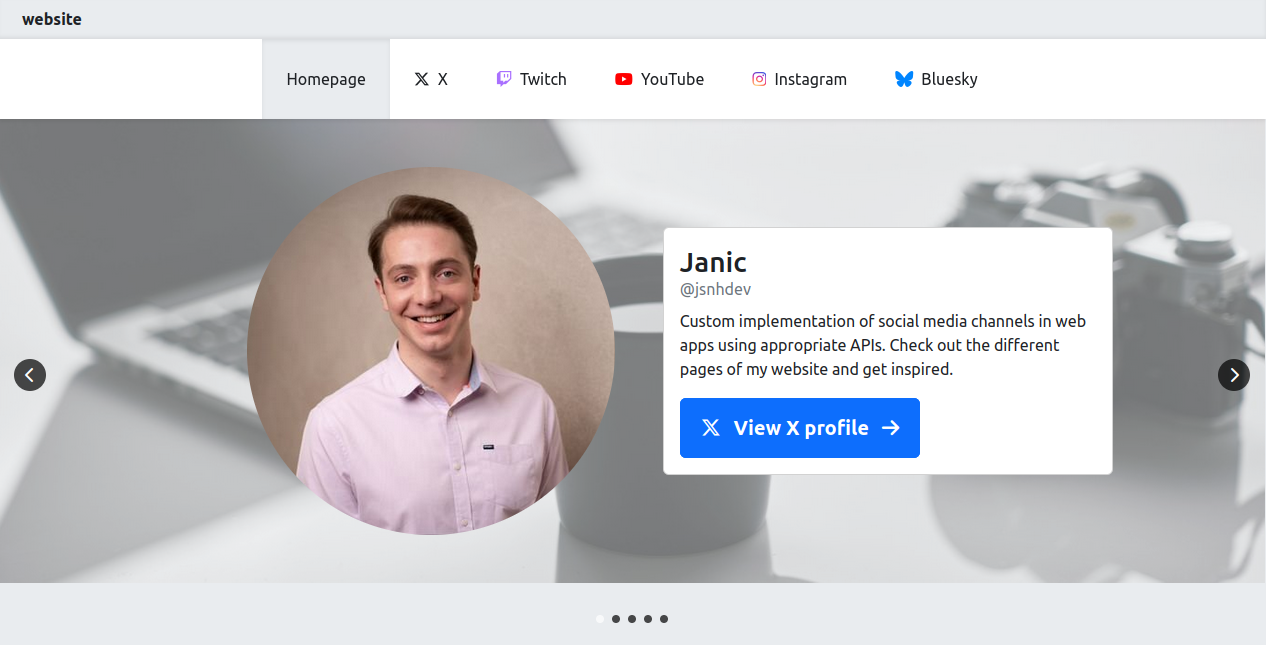 website
Homepage
X
Twitch
YouTube
Instagram
Bluesky
Janic
@jsnhdev
Custom implementation of social media channels in web
apps using appropriate APIs. Check out the different
pages of my website and get inspired.
View X profile